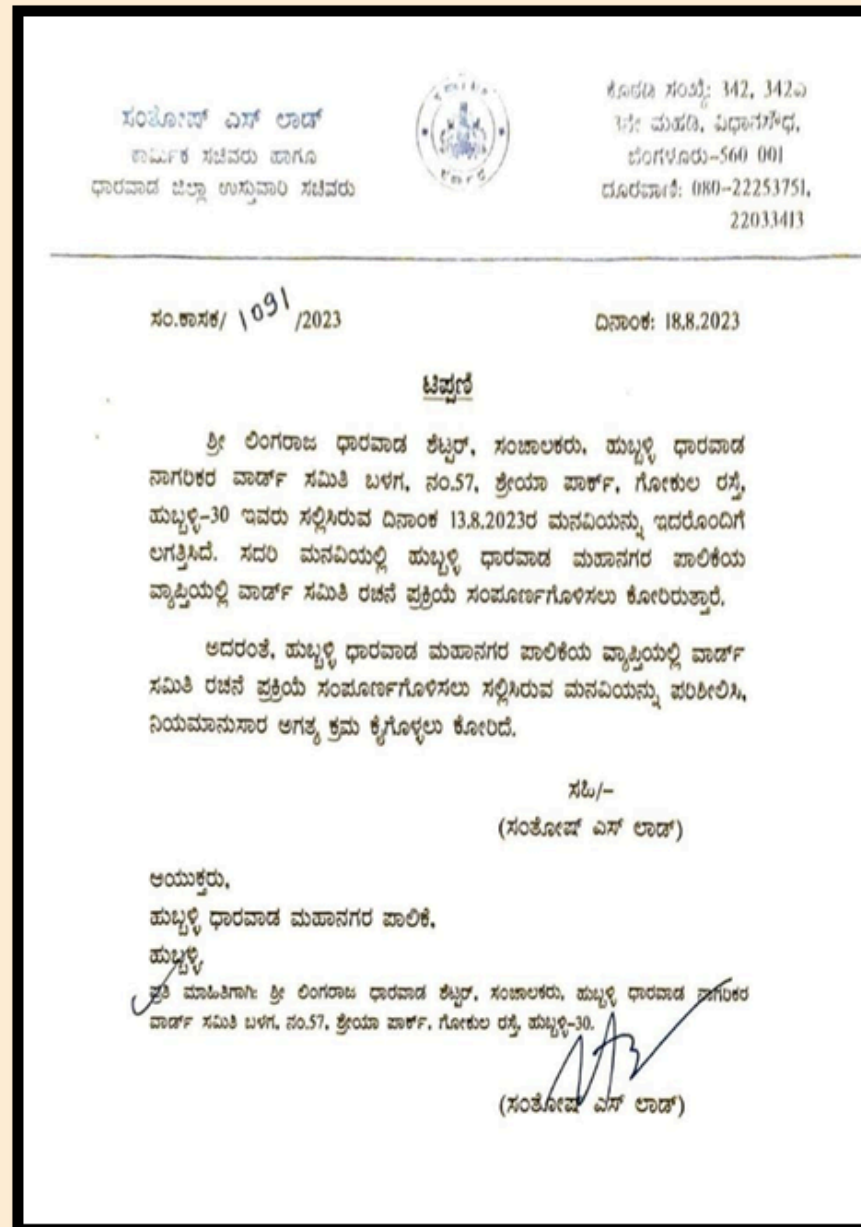 ಸಂತೋಷ್ ಎಸ್ ಲಾಡ್
ಕಾರ್ಮಿಕ ಸಚಿವರು ಹಾಗೂ
ಧಾರವಾಡ ಜಿಲ್ಲಾ ಉಸ್ತುವಾರಿ ಸಚಿವರು
ಕೊಠಡಿ ಸಂಖ್ಯೆ: 342, 342ಎ
3ನೇ ಮಹಡಿ, ವಿಧಾನಸೌಧ,
ಬೆಂಗಳೂರು-560 001
ದೂರವಾಣಿ: 080-22253751,
22033413
ಸಂ.ಕಾಸಕ/ 1091 /2023
ದಿನಾಂಕ: 18.8.2023
ಟಿಪ್ಪಣಿ
ಶ್ರೀ ಲಿಂಗರಾಜ ಧಾರವಾಡ ಶೆಟ್ಟರ್, ಸಂಚಾಲಕರು, ಹುಬ್ಬಳ್ಳಿ ಧಾರವಾಡ
ನಾಗರಿಕರ ವಾರ್ಡ್ ಸಮಿತಿ ಬಳಗ, ನಂ.57, ಶ್ರೇಯಾ ಪಾರ್ಕ್, ಗೋಕುಲ ರಸ್ತೆ,
ಹುಬ್ಬಳ್ಳಿ-30 ಇವರು ಸಲ್ಲಿಸಿರುವ ದಿನಾಂಕ 13.8.2023ರ ಮನವಿಯನ್ನು ಇದರೊಂದಿಗೆ
ಲಗತ್ತಿಸಿದೆ. ಸದರಿ ಮನವಿಯಲ್ಲಿ ಹುಬ್ಬಳ್ಳಿ ಧಾರವಾಡ ಮಹಾನಗರ ಪಾಲಿಕೆಯ
ವ್ಯಾಪ್ತಿಯಲ್ಲಿ ವಾರ್ಡ್ ಸಮಿತಿ ರಚನೆ ಪ್ರಕ್ರಿಯೆ ಸಂಪೂರ್ಣಗೊಳಿಸಲು ಕೋರಿರುತ್ತಾರೆ.
ಅದರಂತೆ, ಹುಬ್ಬಳ್ಳಿ ಧಾರವಾಡ ಮಹಾನಗರ ಪಾಲಿಕೆಯ ವ್ಯಾಪ್ತಿಯಲ್ಲಿ ವಾರ್ಡ್
ಸಮಿತಿ ರಚನೆ ಪ್ರಕ್ರಿಯೆ ಸಂಪೂರ್ಣಗೊಳಿಸಲು ಸಲ್ಲಿಸಿರುವ ಮನವಿಯನ್ನು ಪರಿಶೀಲಿಸಿ,
ನಿಯಮಾನುಸಾರ ಅಗತ್ಯ ಕ್ರಮ ಕೈಗೊಳ್ಳಲು ಕೋರಿದೆ.
ಸಹಿ/-
(ಸಂತೋಷ್ ಎಸ್ ಲಾಡ್)
ಆಯುಕ್ತರು,
ಹುಬ್ಬಳ್ಳಿ ಧಾರವಾಡ ಮಹಾನಗರ ಪಾಲಿಕೆ,
ಹುಬ್ಬಳ್ಳಿ.
ಪ್ರತಿ ಮಾಹಿತಿಗಾಗಿ: ಶ್ರೀ ಲಿಂಗರಾಜ ಧಾರವಾಡ ಶೆಟ್ಟರ್, ಸಂಚಾಲಕರು, ಹುಬ್ಬಳ್ಳಿ ಧಾರವಾಡ ನಾಗರಿಕರ
ವಾರ್ಡ್ ಸಮಿತಿ ಬಳಗ, ನಂ.57, ಶ್ರೇಯಾ ಪಾರ್ಕ್, ಗೋಕುಲ ರಸ್ತೆ, ಹುಬ್ಬಳ್ಳಿ-30.
(ಸಂತೋಷ್ ಎಸ್ ಲಾಡ್)